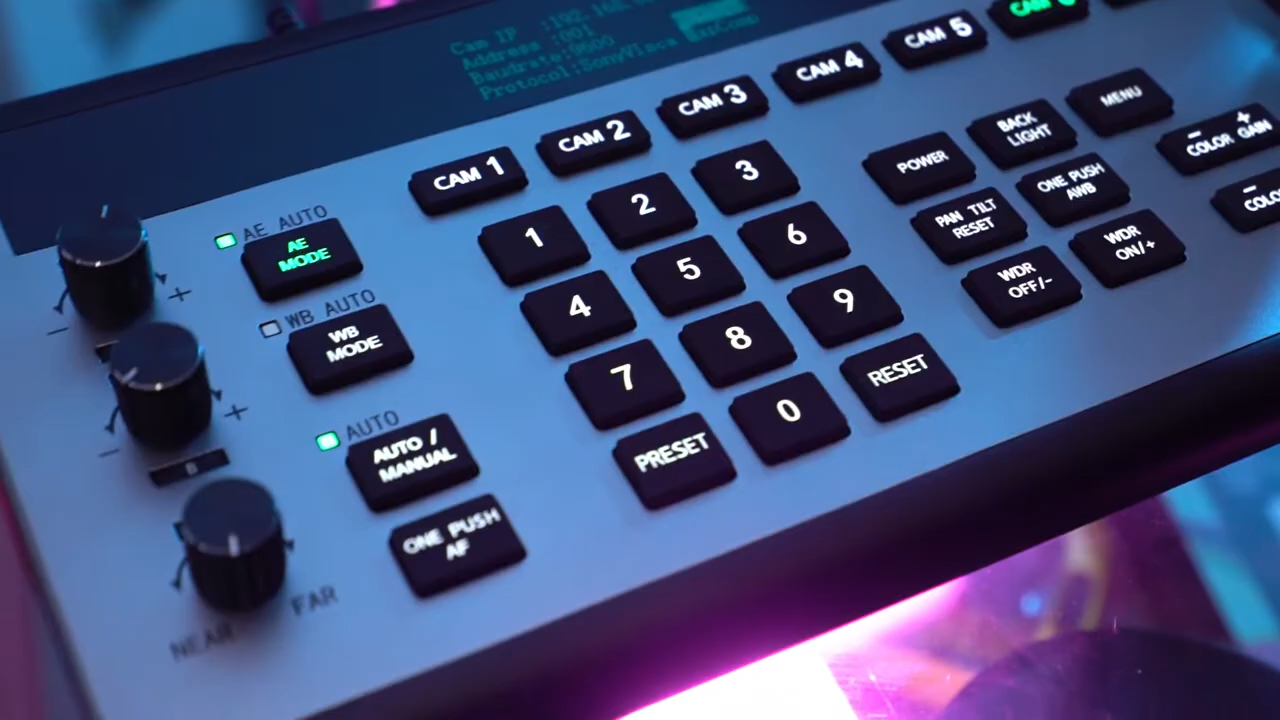 Cam IP :192.168.
Address :001
Baudrate:9600
Protocol:SonyVisca
CAM 1
CAM 2
CAM 3
CAM 4
CAM 5
CAM
AE AUTO
AE
MODE
WB AUTO
WB
MODE
AUTO
AUTO /
MANUAL
ONE PUSH
AF
- +
- +
NEAR FAR
1
2
3
4
5
6
7
8
9
PRESET
0
RESET
POWER
BACK
LIGHT
MENU
PAN TILT
RESET
ONE PUSH
AWB
- +
COLOR GAIN
WDR
OFF/-
WDR
ON/+
-